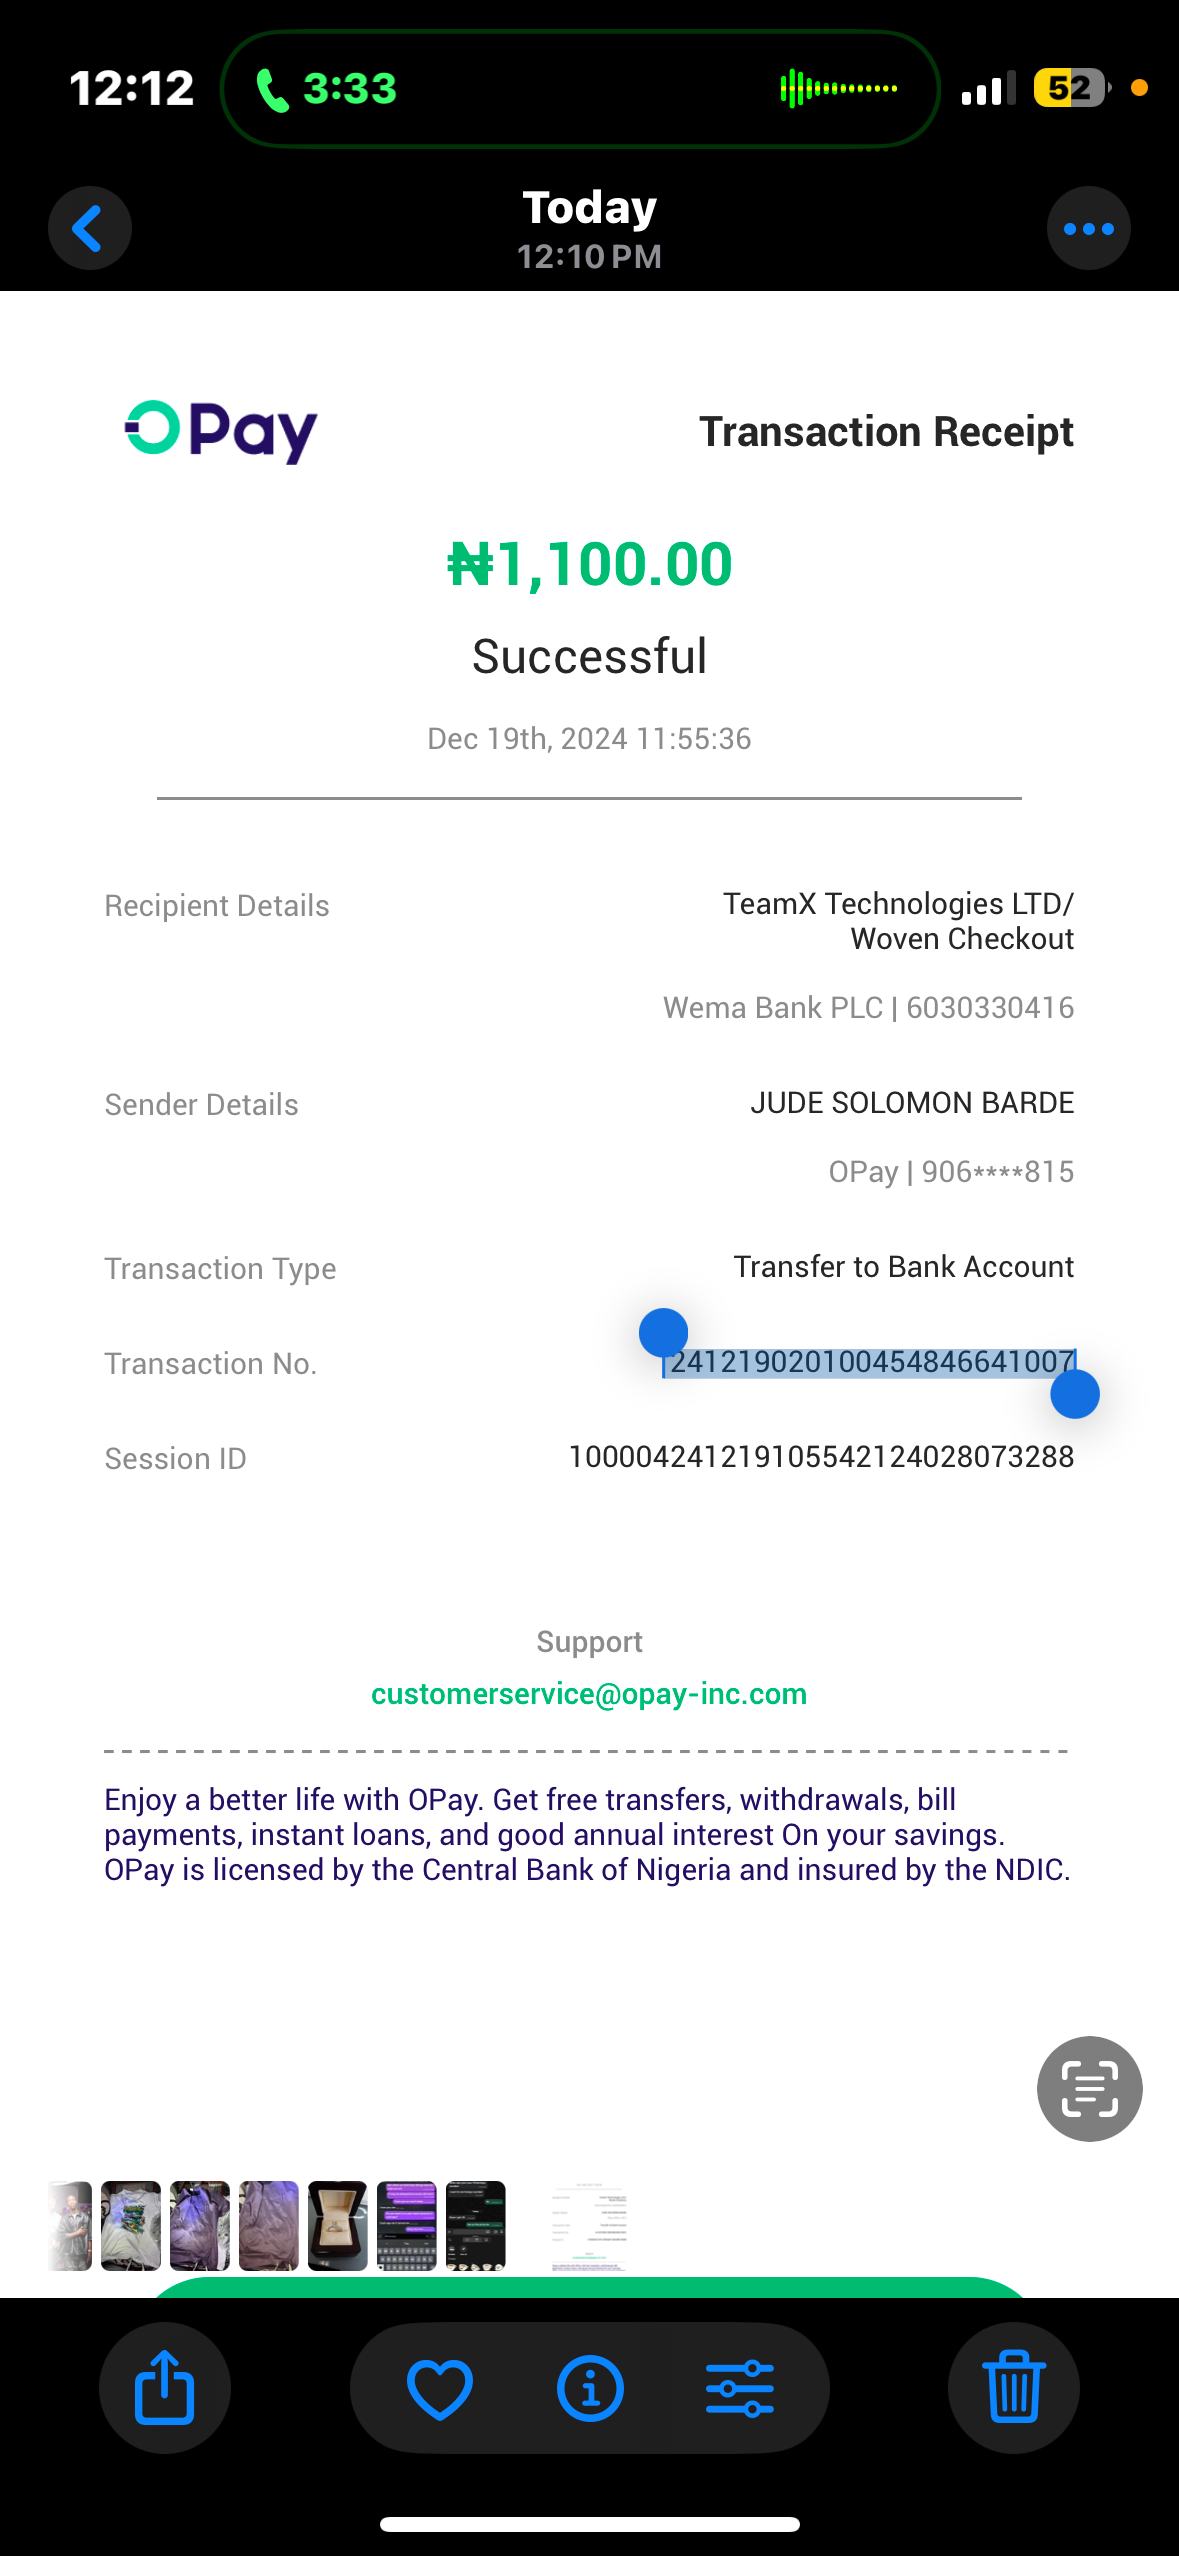 12:12
3:33
52
Today
12:10 PM
OPay
Transaction Receipt
₦1,100.00
Successful
Dec 19th, 2024 11:55:36
Recipient Details
TeamX Technologies LTD/
Woven Checkout
Wema Bank PLC | 6030330416
Sender Details
JUDE SOLOMON BARDE
OPay | 906****815
Transaction Type
Transfer to Bank Account
Transaction No.
241219020100454846641007
Session ID
100004241219105542124028073288
Support
customerservice@opay-inc.com
Enjoy a better life with OPay. Get free transfers, withdrawals, bill
payments, instant loans, and good annual interest On your savings.
OPay is licensed by the Central Bank of Nigeria and insured by the NDIC.